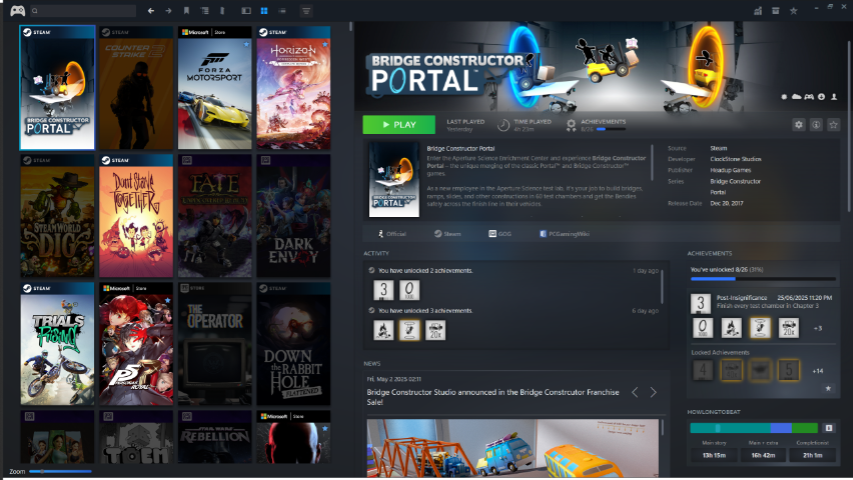 STEAM
COUNTER STRIKE
Microsoft | Store
FORZA
MOTORSPORT
STEAM
HORIZON
BRIDGE CONSTRUCTOR
PORTAL
STEAM
STEAMWORLD
DIG
STEAM
Don't Starve
TOGETHER
FATE
DARK
ENVOY
STEAM
TRIALS
RISING
Microsoft | Store
P5
PERSONA5
ROYAL
THE
OPERATOR
STEAM
DOWN
the RABBIT
HOLE
FLATTENED
TOEM
STAR WARS
REBELLION
Microsoft | Store
Zoom
BRIDGE CONSTRUCTOR
PORTAL
PLAY
LAST PLAYED
Yesterday
TIME PLAYED
4h 23m
ACHIEVEMENTS
8/26
Bridge Constructor Portal
Enter the Aperture Science Enrichment Center and experience Bridge Constructor
Portal – the unique merging of the classic Portal™ and Bridge Constructor™
games.
As a new employee in the Aperture Science test lab, it's your job to build bridges,
ramps, slides, and other constructions in 60 test chambers and get the Bendies
safely across the finish line in their vehicles.
Source Steam
Developer ClockStone Studios
Publisher Headup Games
Series Bridge Constructor
Portal
Release Date Dec 20, 2017
Official
Steam
GOG
PCGamingWiki
ACTIVITY
You have unlocked 2 achievements.
1 day ago
3
0
You have unlocked 3 achievements.
6 day ago
20x
NEWS
Fri, May 2 2025-02:11
Bridge Constructor Studio announced in the Bridge Constrcutor Franchise
Sale!
ACHIEVEMENTS
You've unlocked 8/26 (31%)
3
Post-insignificance 25/06/2025 11:20 PM
Finish every test chamber in Chapter 3
0
20x
+3
Locked Achievements
4
5
+14
HOWLONGTOBEAT
Main story
13h 15m
Main + extra
16h 42m
Completionist
21h 1m